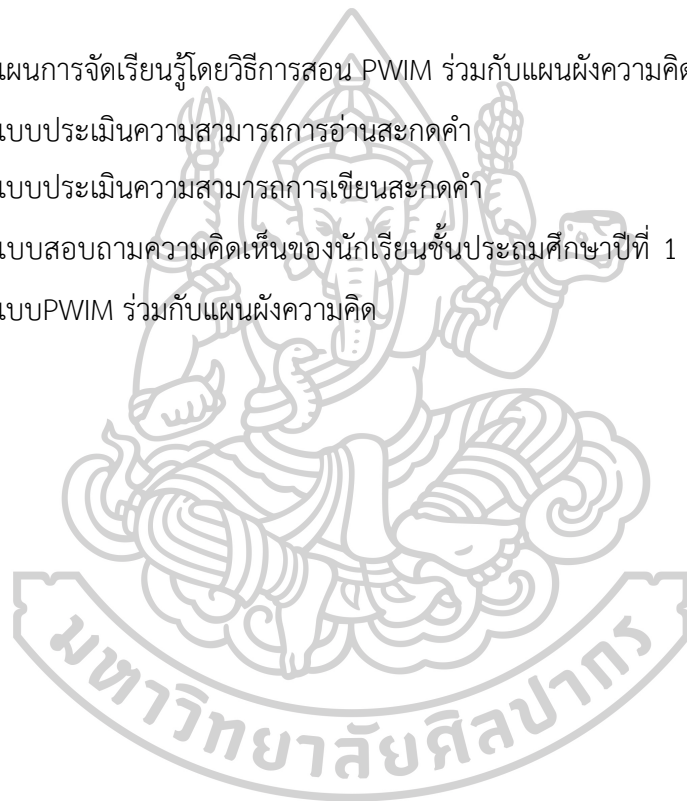 แผนการจัดเรียนรู้โดยวิธีการสอน PWIM ร่วมกับแผนผังความคิด
แบบประเมินความสามารถการอ่านสะกดคำ
แบบประเมินความสามารถการเขียนสะกดคำ
แบบสอบถามความคิดเห็นของนักเรียนชั้นประถมศึกษาปีที่ 1
แบบPWIM ร่วมกับแผนผังความคิด
มหาวิทยาลัยศิลปากร